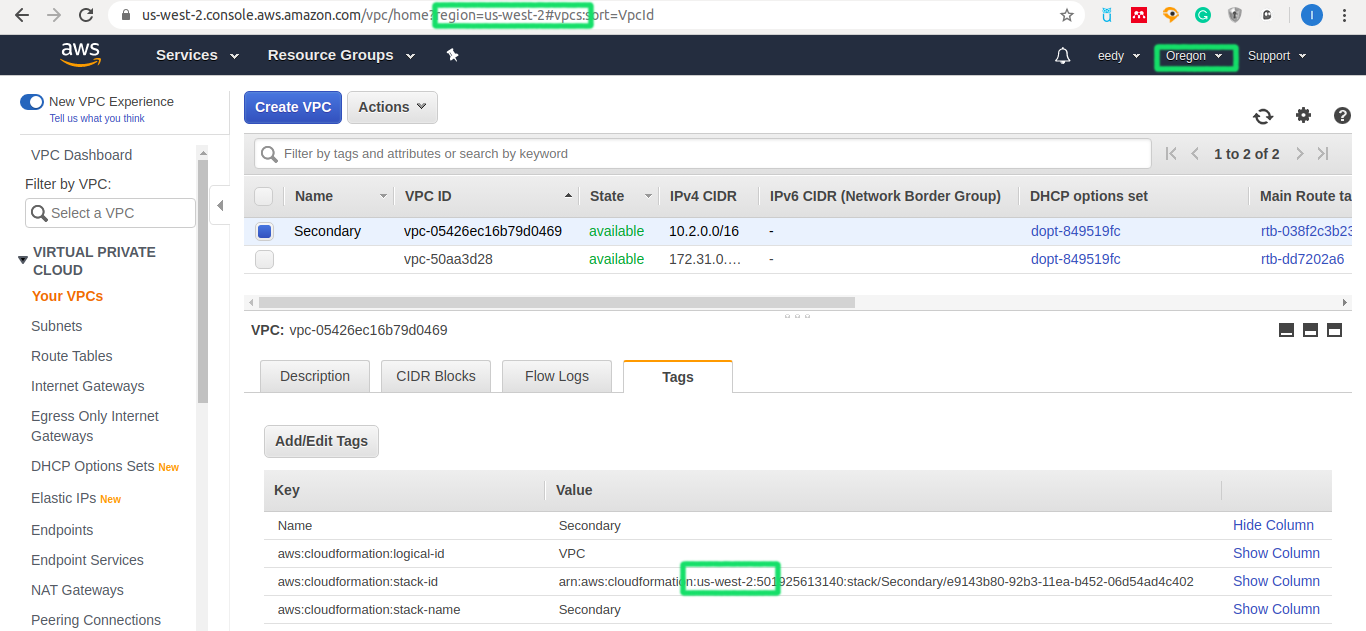 us-west-2.console.aws.amazon.com/vpc/home?region=us-west-2#vpcs:sort=VpcId
aws Services Resource Groups eedy Oregon Support
New VPC Experience
Tell us what you think
VPC Dashboard
Filter by VPC:
Select a VPC
VIRTUAL PRIVATE
CLOUD
Your VPCs
Subnets
Route Tables
Internet Gateways
Egress Only Internet
Gateways
DHCP Options Sets New
Elastic IPs New
Endpoints
Endpoint Services
NAT Gateways
Peering Connections
Create VPC Actions
Filter by tags and attributes or search by keyword
1 to 2 of 2
Name VPC ID State IPv4 CIDR IPv6 CIDR (Network Border Group) DHCP options set Main Route ta
Secondary vpc-05426ec16b79d0469 available 10.2.0.0/16 - dopt-849519fc rtb-038f2c3b23
vpc-50aa3d28 available 172.31.0.... - dopt-849519fc rtb-dd7202a6
VPC: vpc-05426ec16b79d0469
Description CIDR Blocks Flow Logs Tags
Add/Edit Tags
Key Value
Name Secondary Hide Column
aws:cloudformation:logical-id VPC Show Column
aws:cloudformation:stack-id arn:aws:cloudformation:us-west-2:501925613140:stack/Secondary/e9143b80-92b3-11ea-b452-06d54ad4c402 Show Column
aws:cloudformation:stack-name Secondary Show Column